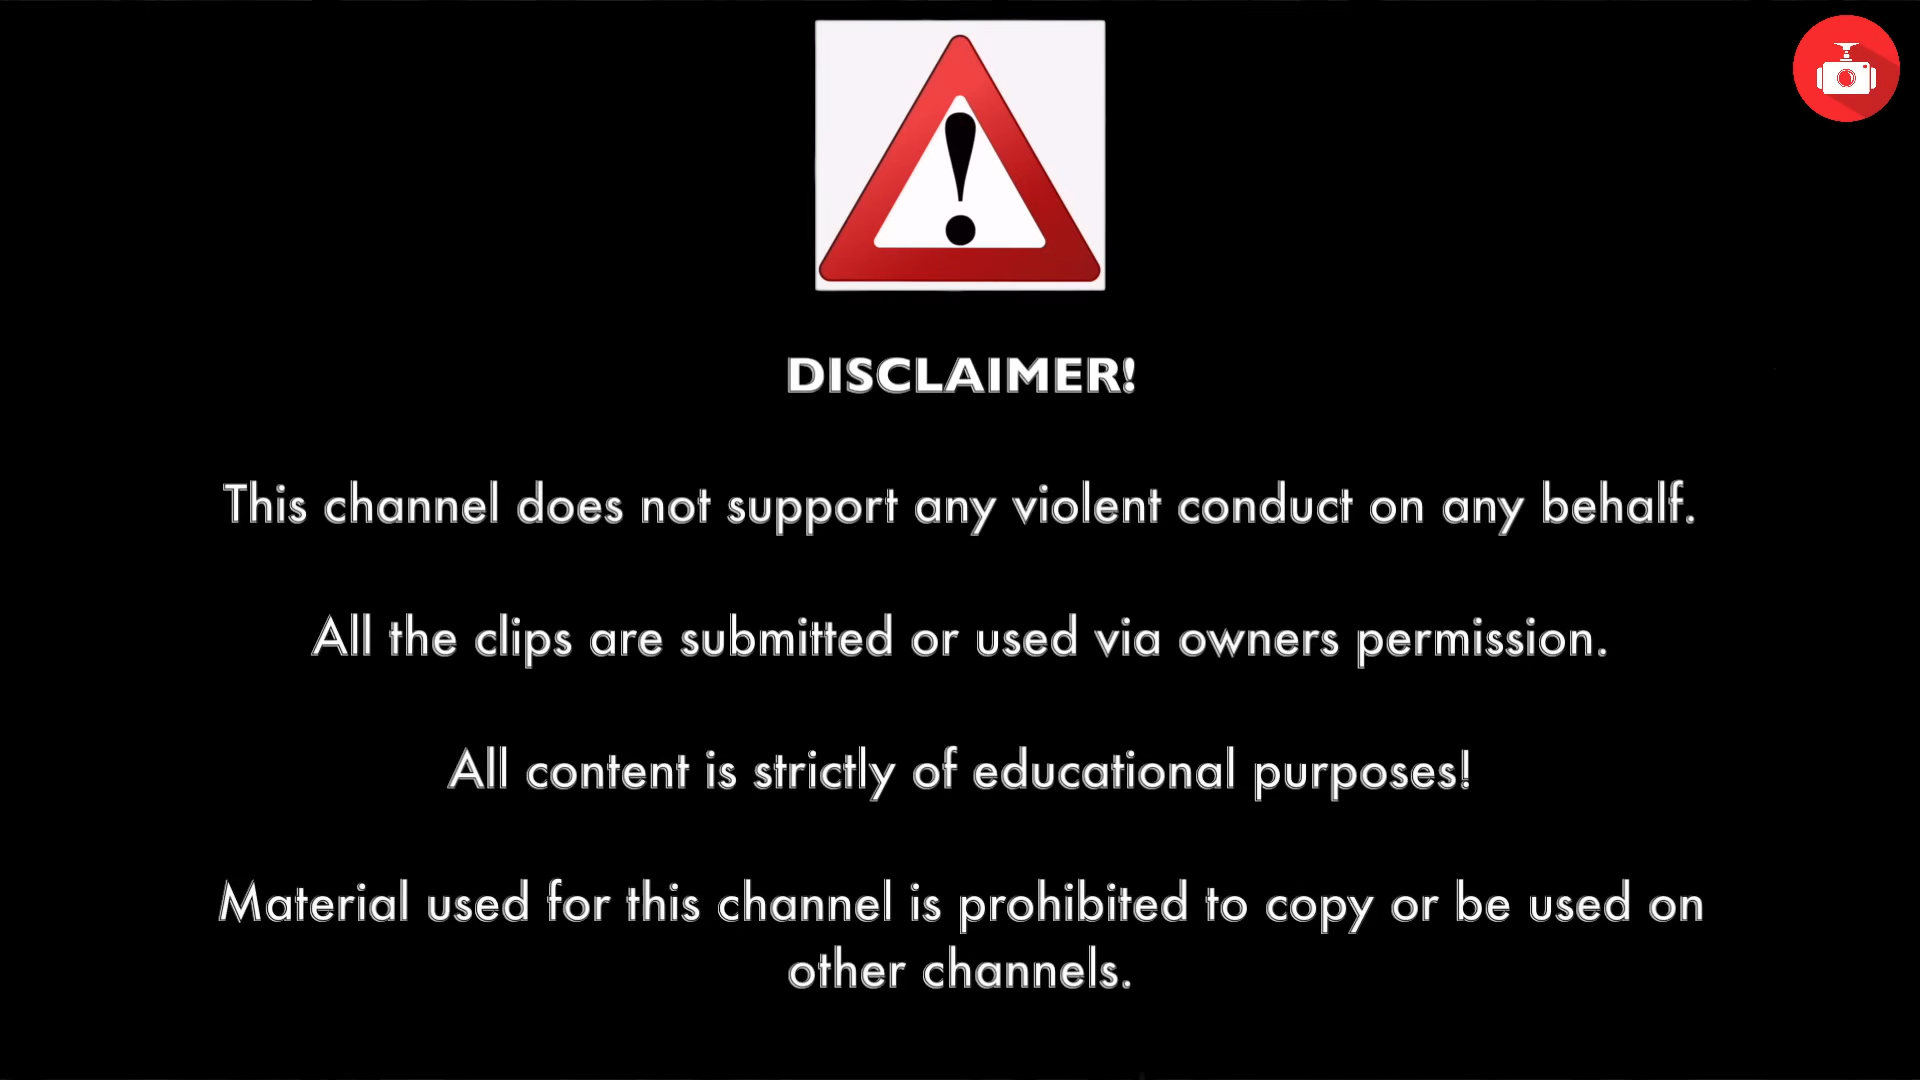 !
DISCLAIMER!
This channel does not support any violent conduct on any behalf.
All the clips are submitted or used via owners permission.
All content is strictly of educational purposes!
Material used for this channel is prohibited to copy or be used on
other channels.